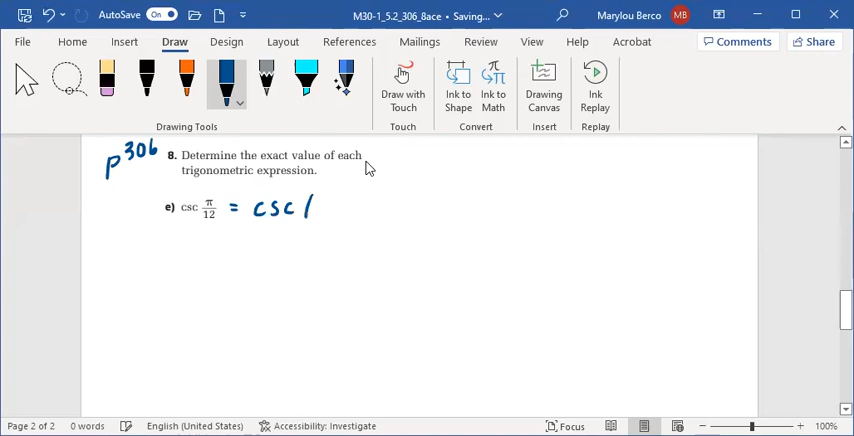 AutoSave On M30-1_5.2_306_8ace - Saving... Marylou Berco MB
File Home Insert Draw Design Layout References Mailings Review View Help Acrobat Comments Share
Draw with Touch Ink to Shape Ink to Math Drawing Canvas Ink Replay
Drawing Tools Touch Convert Insert Replay
p306 8. Determine the exact value of each
trigonometric expression.
e) csc π/12 = csc (
Page 2 of 2 0 words English (United States) Accessibility: Investigate Focus 100%